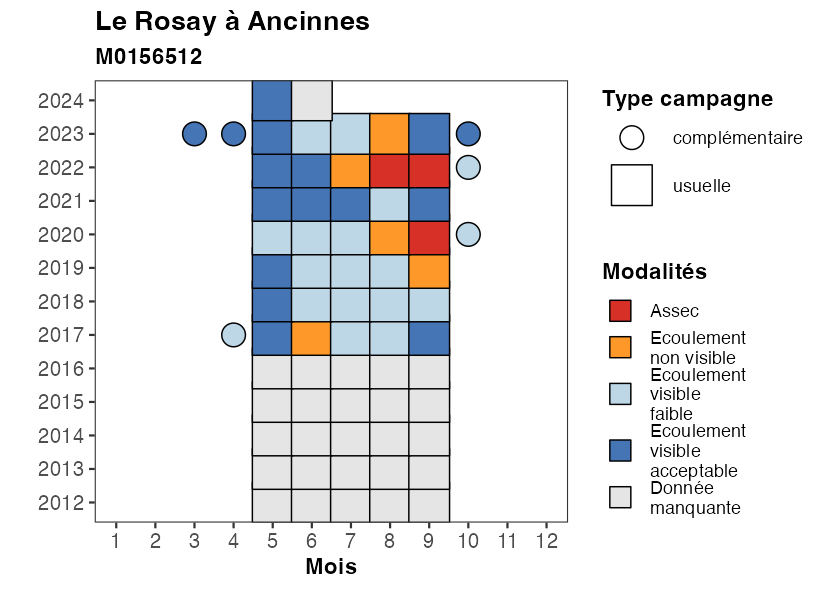 Le Rosay à Ancinnes
M0156512
2024
2023
2022
2021
2020
2019
2018
2017
2016
2015
2014
2013
2012
1 2 3 4 5 6 7 8 9 10 11 12
Mois
Type campagne
complémentaire
usuelle
Modalités
Assec
Ecoulement
non visible
Ecoulement
visible
faible
Ecoulement
visible
acceptable
Donnée
manquante